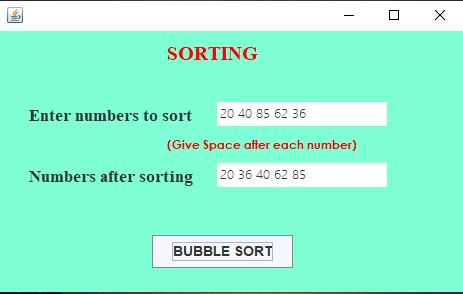 SORTING
Enter numbers to sort 20 40 85 62 36
(Give Space after each number)
Numbers after sorting 20 36 40 62 85
BUBBLE SORT